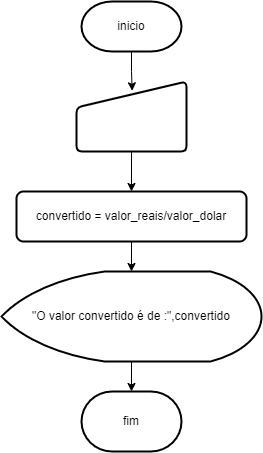 inicio
convertido = valor_reais/valor_dolar
"O valor convertido é de :",convertido
fim